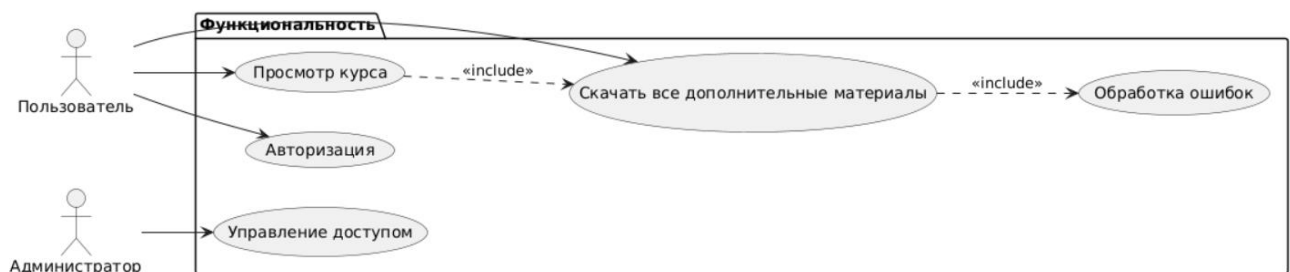 Функциональность
Пользователь
Просмотр курса
«include»
Скачать все дополнительные материалы
«include»
Обработка ошибок
Авторизация
Администратор
Управление доступом